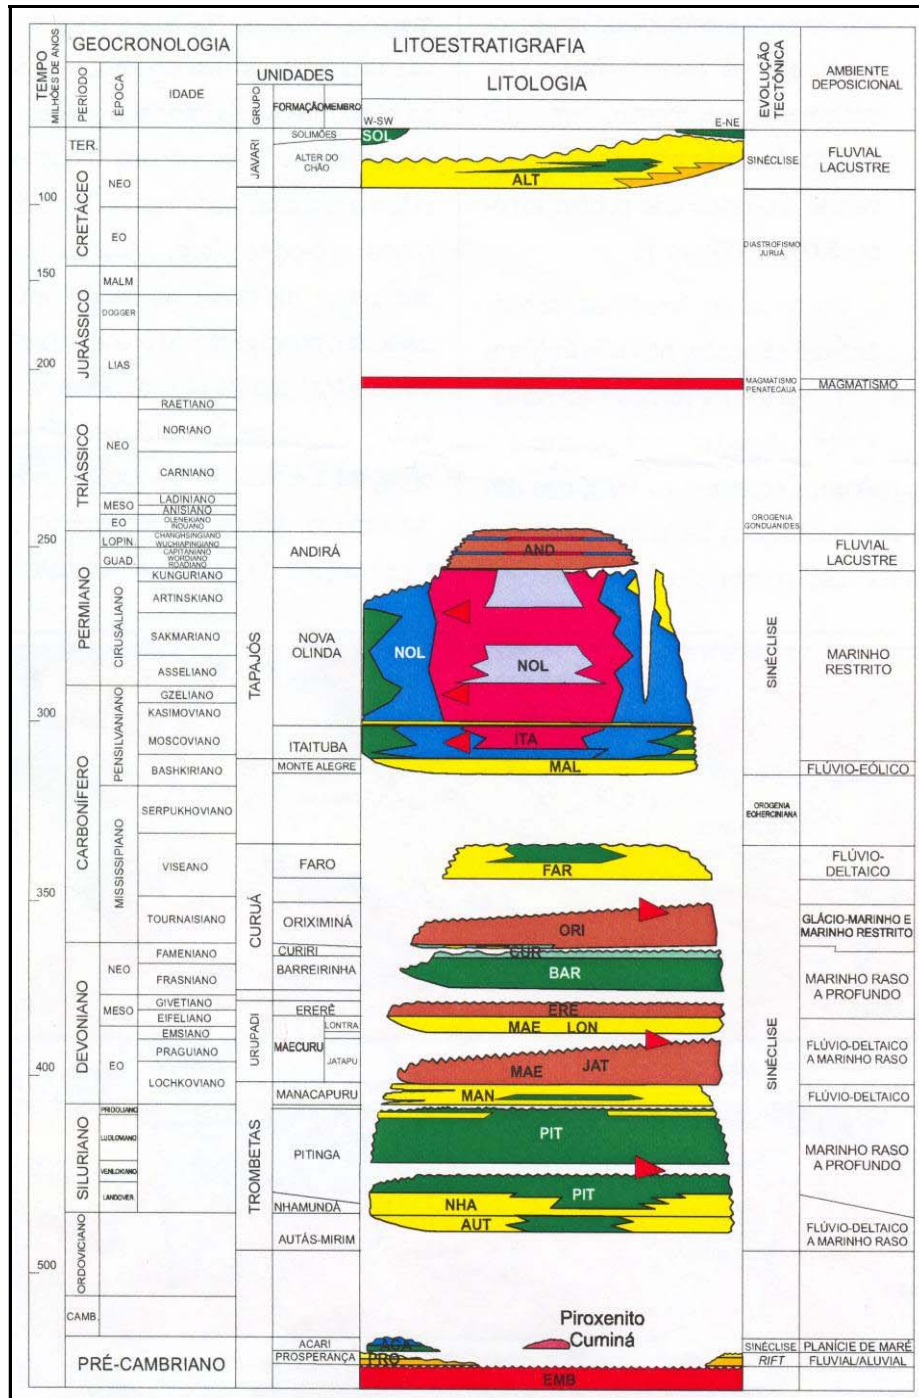 TEMPO
MILHÕES DE ANOS
GEOCRONOLOGIA
LITOESTRATIGRAFIA
EVOLUÇÃO
TECTÔNICA
AMBIENTE
DEPOSICIONAL
PERÍODO
ÉPOCA
IDADE
UNIDADES
LITOLOGIA
GRUPO
FORMAÇÃO
MEMBRO
W-SW
E-NE
TER.
JAVARI
SOLIMÕES
SOL
ALTER DO
CHÃO
ALT
SINÉCLISE
FLUVIAL
LACUSTRE
100
CRETÁCEO
NEO
EO
DIASTROFISMO
JURUÁ
150
JURÁSSICO
MALM
DOGGER
LIAS
200
MAGMATISMO
PENATECAUA
MAGMATISMO
TRIÁSSICO
RAETIANO
NEO
NORIANO
CARNIANO
MESO
LADINIANO
ANISIANO
EO
OLENEKIANO
INDUANO
OROGENIA
GONDUANIDES
250
PERMIANO
LOPIN.
CHANGHSINGIANO
WUCHIAPINGIANO
GUAD.
CAPITANIANO
WORDIANO
ROADIANO
CIRUSALIANO
KUNGURIANO
ARTINSKIANO
SAKMARIANO
ASSELIANO
TAPAJÓS
ANDIRÁ
AND
FLUVIAL
LACUSTRE
NOVA
OLINDA
NOL
NOL
SINÉCLISE
MARINHO
RESTRITO
300
CARBONÍFERO
PENSILVANIANO
GZELIANO
KASIMOVIANO
MOSCOVIANO
BASHKIRIANO
ITAITUBA
ITA
MONTE ALEGRE
MAL
FLÚVIO-EÓLICO
MISSISSIPIANO
SERPUKHOVIANO
OROGENIA
EOHERCINIANA
VISEANO
TOURNAISIANO
350
CURUÁ
FARO
FAR
FLÚVIO-
DELTAICO
ORIXIMINÁ
ORI
GLÁCIO-MARINHO E
MARINHO RESTRITO
CURIRI
CUR
BARREIRINHA
BAR
MARINHO RASO
A PROFUNDO
DEVONIANO
NEO
FAMENIANO
FRASNIANO
MESO
GIVETIANO
EIFELIANO
EO
EMSIANO
PRAGUIANO
LOCHKOVIANO
400
URUPADI
ERERÊ
ERE
MAECURU
LONTRA
MAE LON
JATAPU
MAE JAT
SINÉCLISE
FLÚVIO-DELTAICO
A MARINHO RASO
TROMBETAS
MANACAPURU
MAN
FLÚVIO-DELTAICO
SILURIANO
PRIDOLIANO
LUDLOWIANO
LANDOVER.
PITINGA
PIT
PIT
MARINHO RASO
A PROFUNDO
NHAMUNDÁ
NHA
ORDOVICIANO
AUTÁS-MIRIM
AUT
FLÚVIO-DELTAICO
A MARINHO RASO
500
CAMB.
Piroxenito
Cuminá
PRÉ-CAMBRIANO
ACARI
ACA
SINÉCLISE
PLANÍCIE DE MARÉ
PROSPERANÇA
PRO
RIFT
FLUVIAL/ALUVIAL
EMB